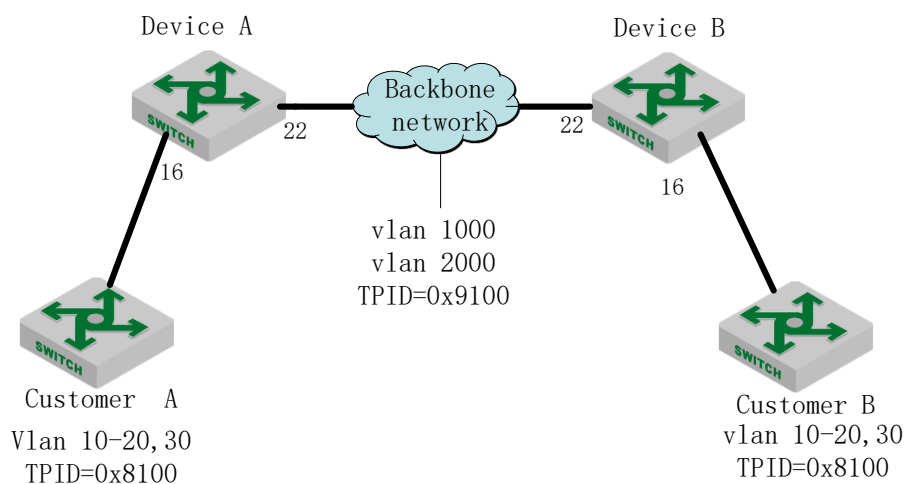 Device A
Device B
Backbone
network
SWITCH
SWITCH
22
22
16
16
vlan 1000
vlan 2000
TPID=0x9100
SWITCH
SWITCH
Customer A
Vlan 10-20,30
TPID=0x8100
Customer B
vlan 10-20,30
TPID=0x8100